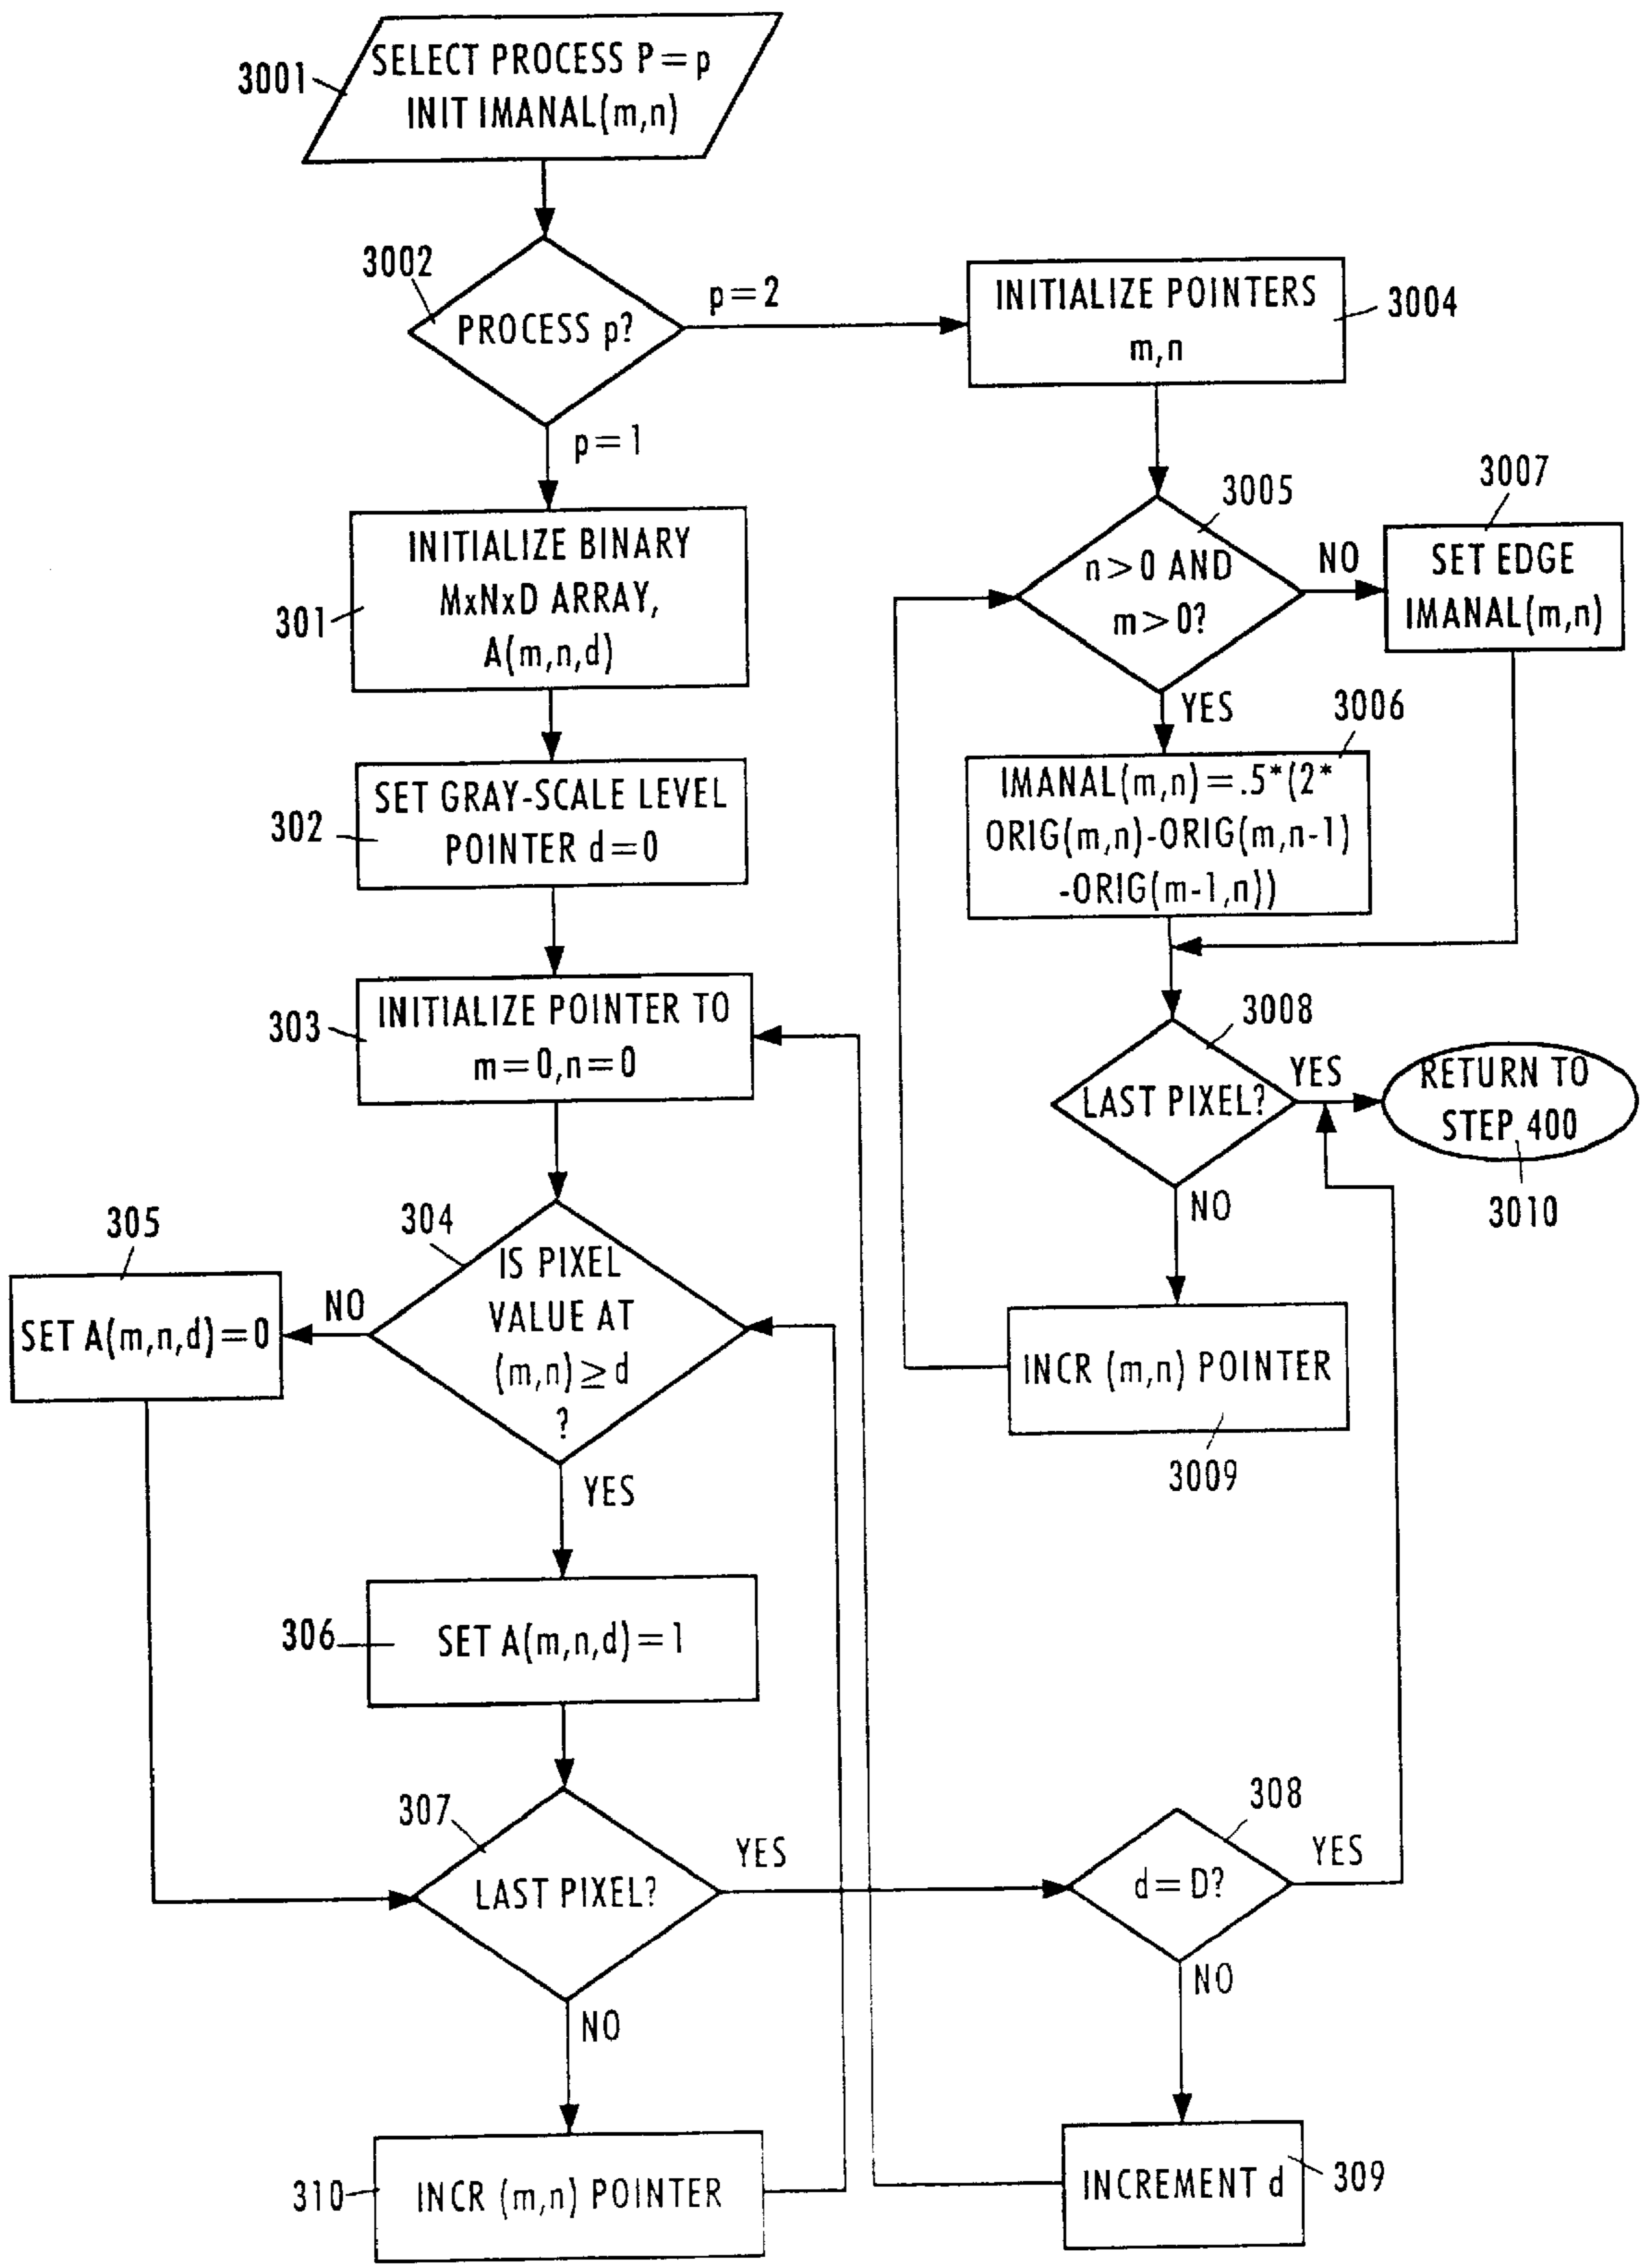 3001
SELECT PROCESS P=p
INIT IMANAL(m,n)
3002
PROCESS p?
p=2
p=1
INITIALIZE POINTERS
m,n
3004
301
INITIALIZE BINARY
MxNxD ARRAY,
A(m,n,d)
3005
n>0 AND
m>0?
NO
YES
3007
SET EDGE
IMANAL(m,n)
3006
IMANAL(m,n)=.5*(2*
ORIG(m,n)-ORIG(m,n-1)
-ORIG(m-1,n))
302
SET GRAY-SCALE LEVEL
POINTER d=0
303
INITIALIZE POINTER TO
m=0,n=0
3008
LAST PIXEL?
YES
NO
RETURN TO
STEP 400
3010
304
IS PIXEL
VALUE AT
(m,n)≥d
?
NO
YES
305
SET A(m,n,d)=0
INCR (m,n) POINTER
3009
306
SET A(m,n,d)=1
307
LAST PIXEL?
YES
NO
308
d=D?
YES
NO
310
INCR (m,n) POINTER
INCREMENT d
309